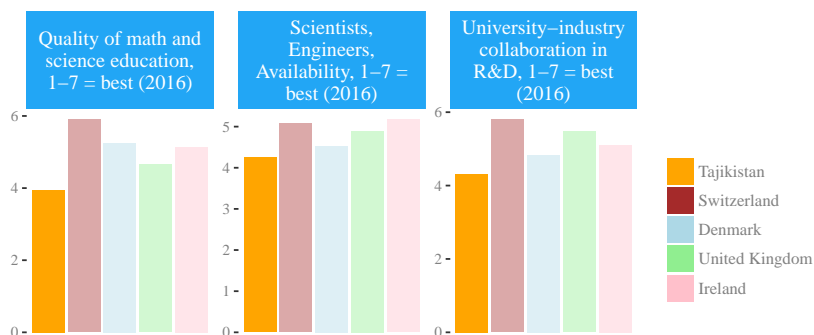 Quality of math and
science education,
1–7 = best (2016)
Scientists,
Engineers,
Availability, 1–7 =
best (2016)
University–industry
collaboration in
R&D, 1–7 = best
(2016)
6
4
2
0
5
4
3
2
1
0
6
4
2
0
Tajikistan
Switzerland
Denmark
United Kingdom
Ireland